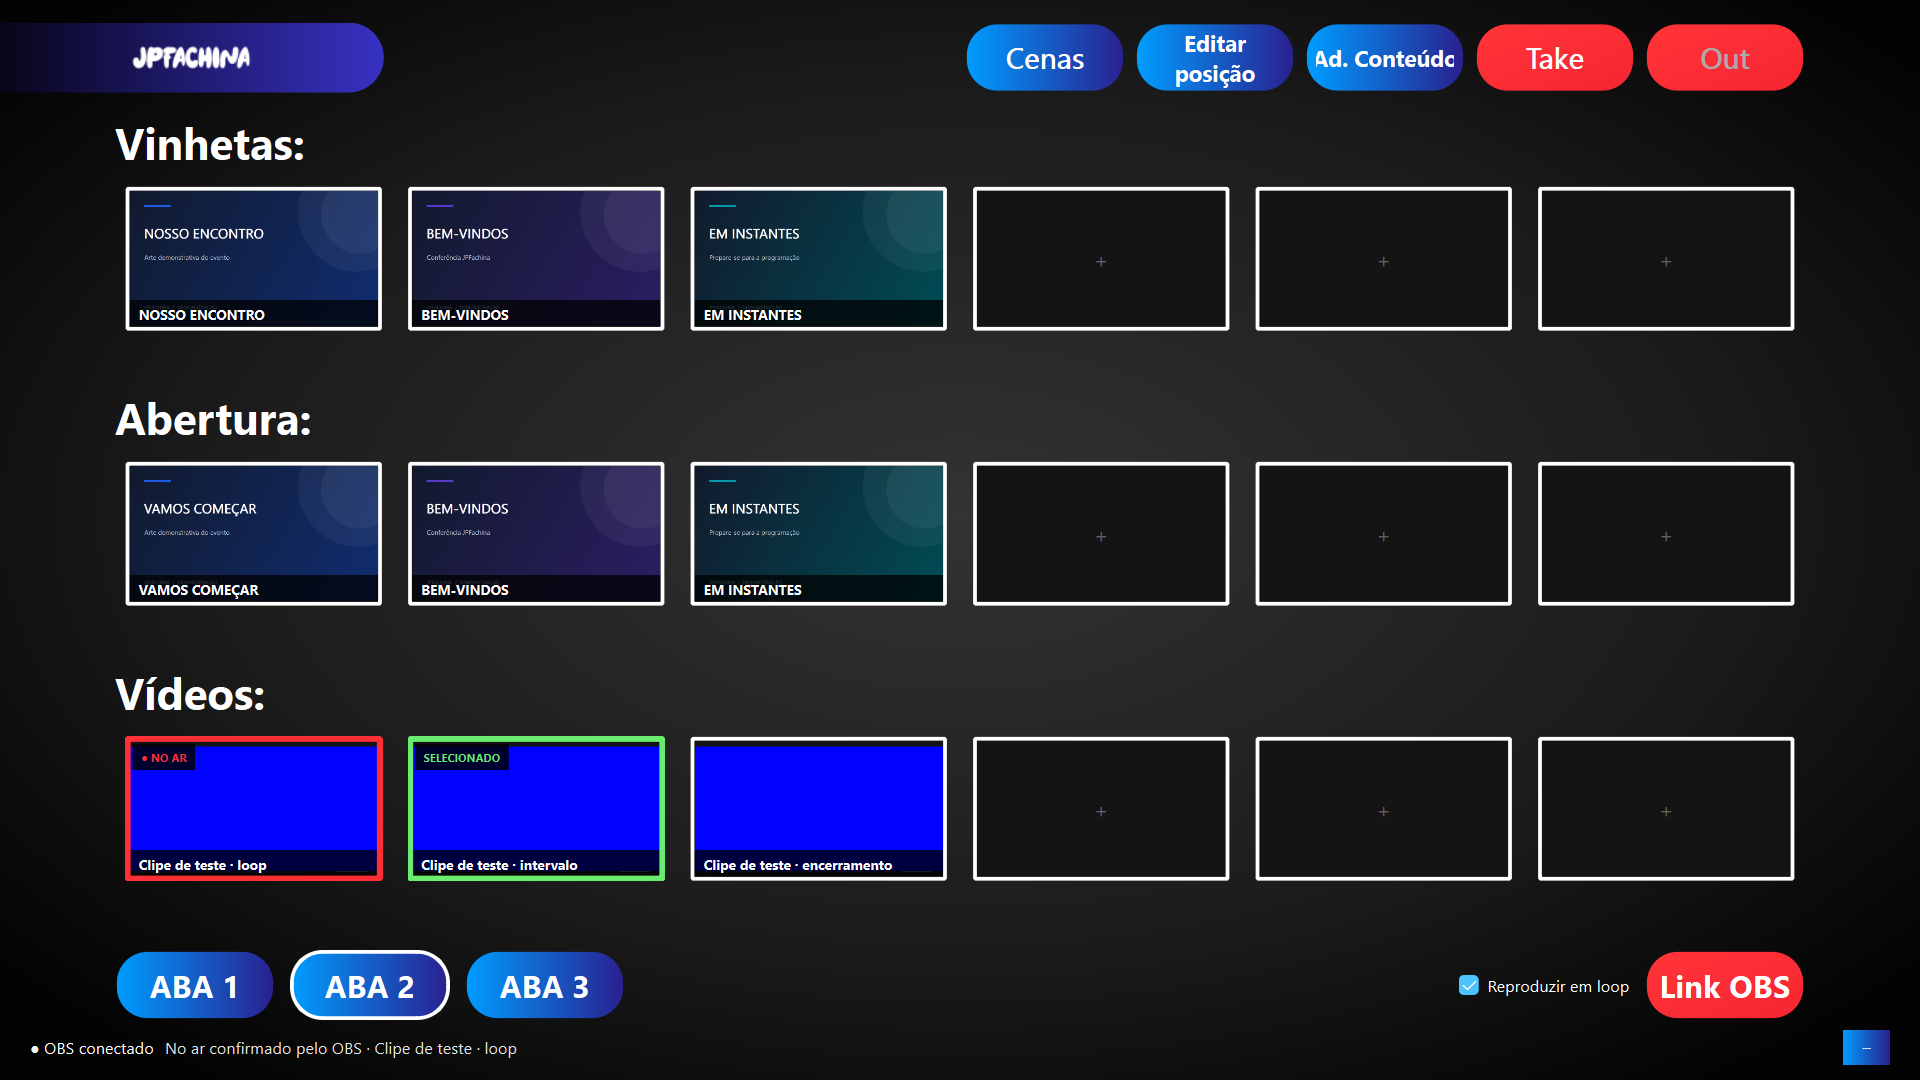 JPFACHINA
Cenas
Editar
posição
Ad. Conteúdo
Take
Out
Vinhetas:
NOSSO ENCONTRO
Arte demonstrativa do evento
NOSSO ENCONTRO
BEM-VINDOS
Conferência JPFachina
BEM-VINDOS
EM INSTANTES
Prepare-se para a programação
EM INSTANTES
+
+
+
Abertura:
VAMOS COMEÇAR
Arte demonstrativa do evento
VAMOS COMEÇAR
BEM-VINDOS
Conferência JPFachina
BEM-VINDOS
EM INSTANTES
Prepare-se para a programação
EM INSTANTES
+
+
+
Vídeos:
● NO AR
Clipe de teste · loop
SELECIONADO
Clipe de teste · intervalo
Clipe de teste · encerramento
+
+
+
ABA 1
ABA 2
ABA 3
Reproduzir em loop
Link OBS
● OBS conectado No ar confirmado pelo OBS · Clipe de teste · loop